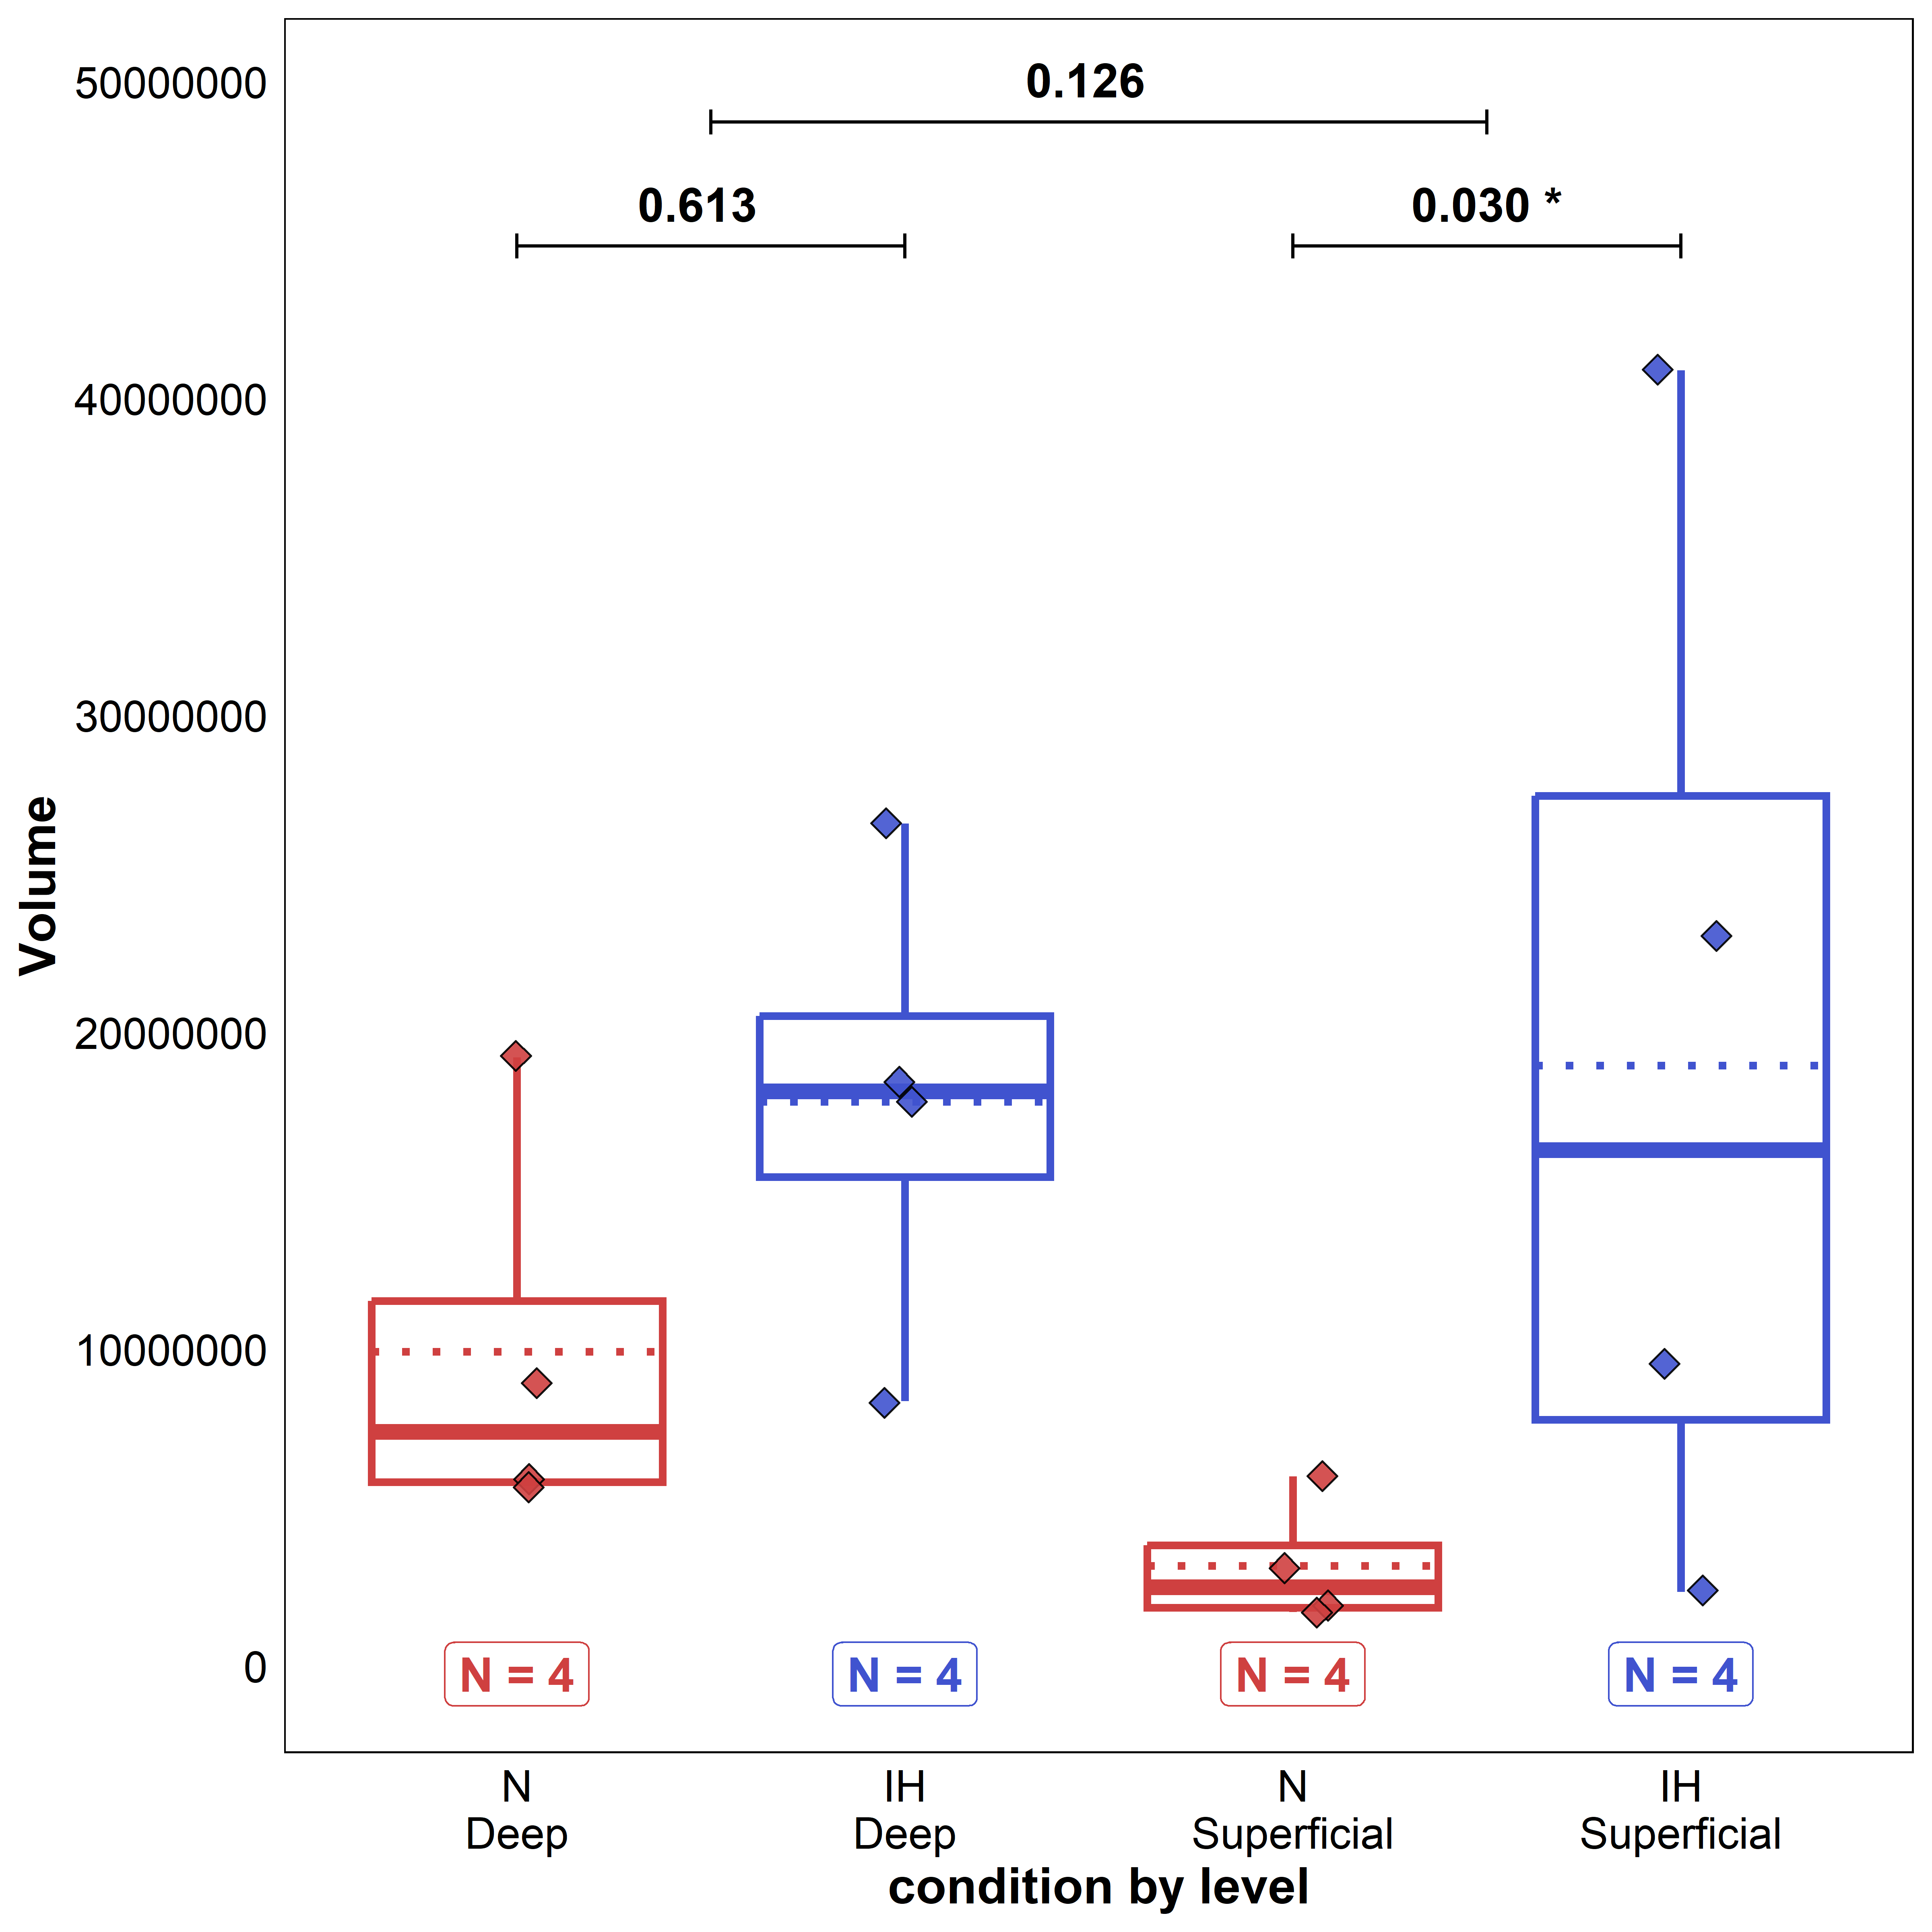 50000000
40000000
30000000
20000000
10000000
0
Volume
0.126
0.613
0.030 *
N = 4
N = 4
N = 4
N = 4
N
Deep
IH
Deep
N
Superficial
IH
Superficial
condition by level